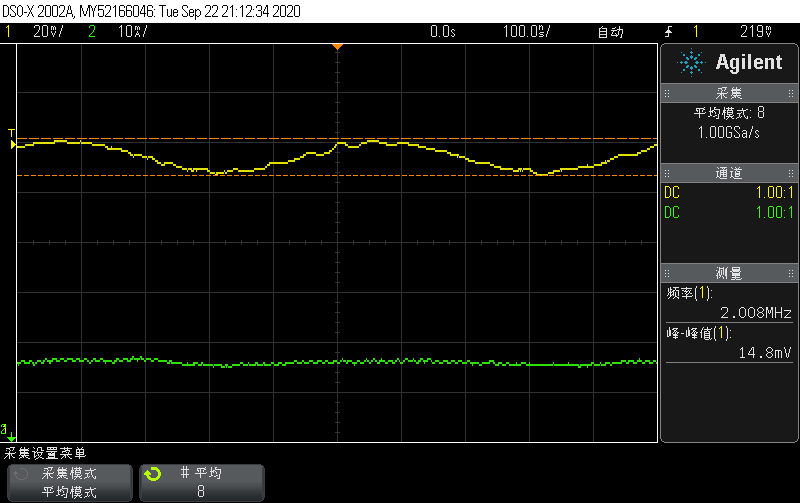 DSO-X 2002A, MY52166046: Tue Sep 22 21:12:34 2020
1 20mV/ 2 10mV/ 0.0s 100.0ns/ 自动 1 219mV
Agilent
采集
平均模式: 8
1.00GSa/s
通道
DC 1.00:1
DC 1.00:1
测量
频率(1):
2.008MHz
峰-峰值(1):
14.8mV
T
2
采集设置菜单
采集模式
平均模式
# 平均
8